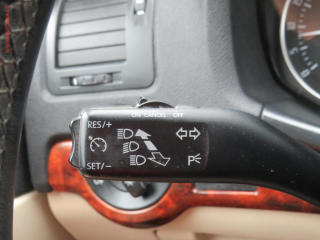 ON CANCEL OFF
RES/+
SET/-
P